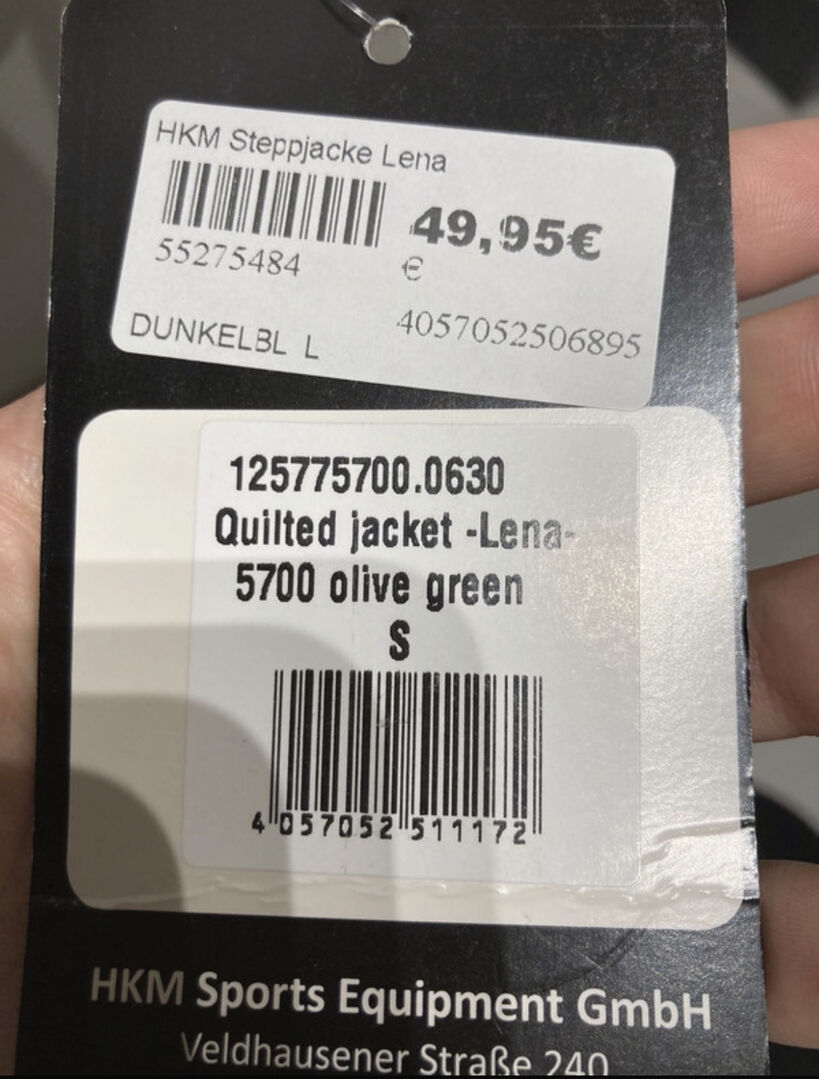 HKM Steppjacke Lena
49,95€
55275484
€
DUNKELBL L
4057052506895
125775700.0630
Quilted jacket -Lena-
5700 olive green
S
4 057052 511172
HKM Sports Equipment GmbH
Veldhausener Straße 240